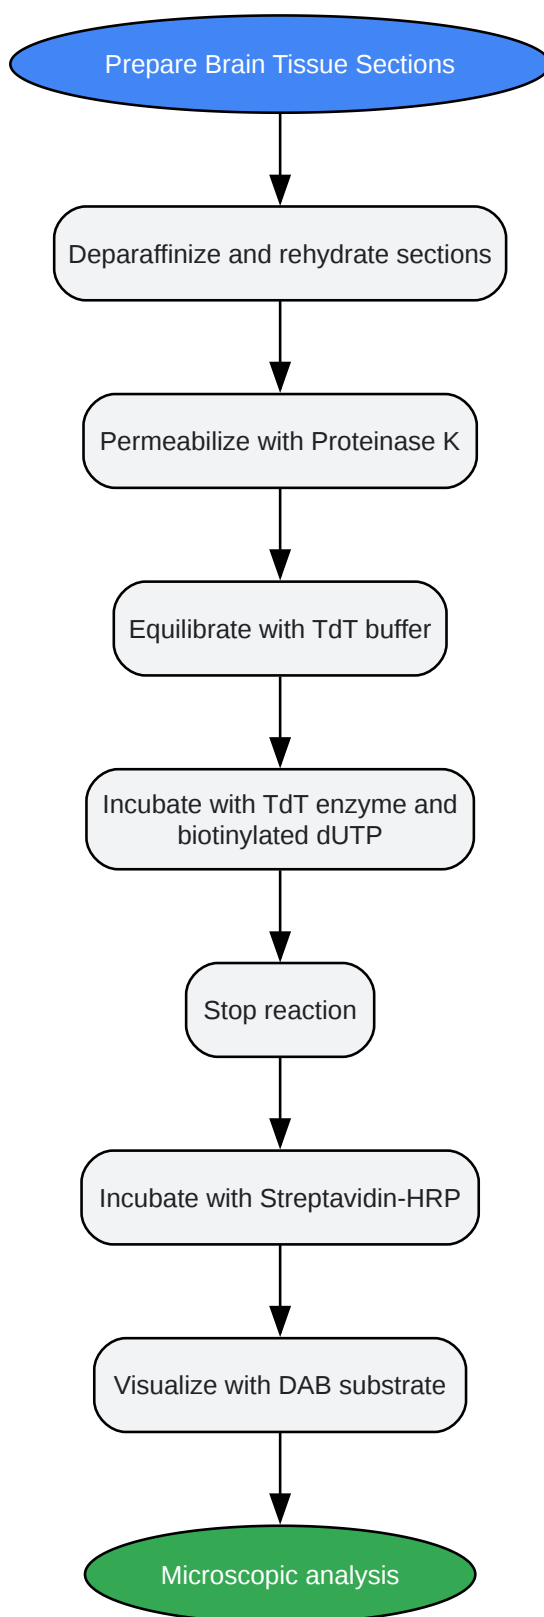 Prepare Brain Tissue Sections
Deparaffinize and rehydrate sections
Permeabilize with Proteinase K
Equilibrate with TdT buffer
Incubate with TdT enzyme and
biotinylated dUTP
Stop reaction
Incubate with Streptavidin-HRP
Visualize with DAB substrate
Microscopic analysis